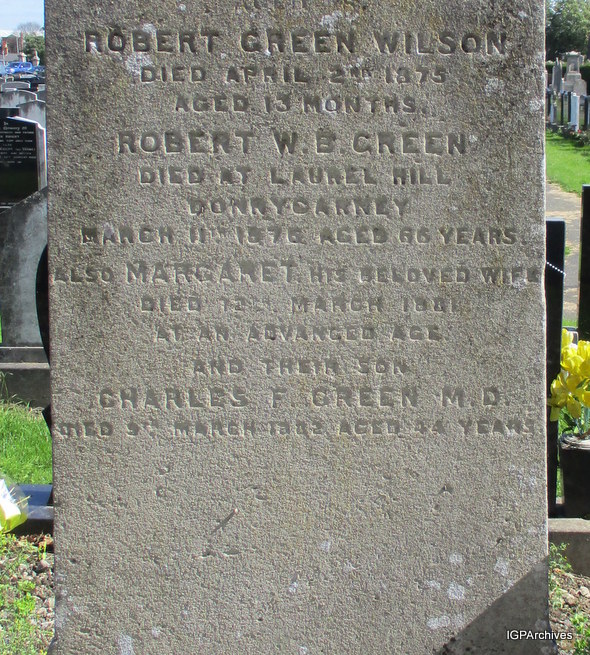 ROBERT GREEN WILSON
DIED APRIL 2ND 1875
AGED 13 MONTHS.
ROBERT W. B. GREEN
DIED AT LAUREL HILL
DONNYCARNEY
MARCH 11TH 1876 AGED 66 YEARS.
ALSO MARGARET HIS BELOVED WIFE
DIED 12TH MARCH 1881
AT AN ADVANCED AGE
AND THEIR SON
CHARLES F. GREEN M.D.
DIED 9TH MARCH 1882 AGED 44 YEARS.
IGPArchives